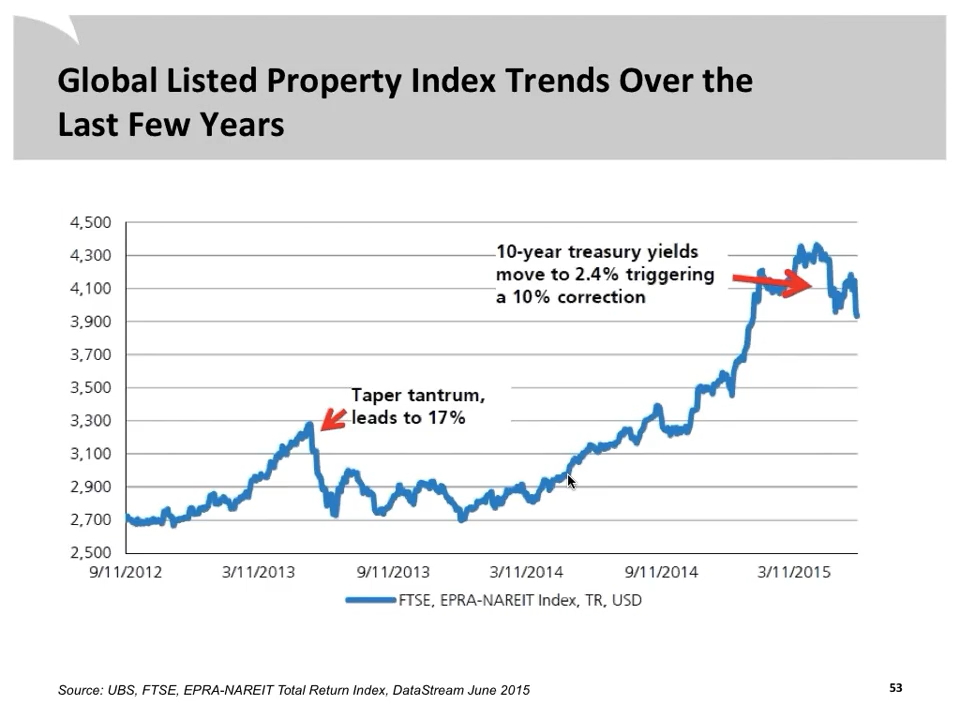 Global Listed Property Index Trends Over the
Last Few Years
4,500
4,300
4,100
3,900
3,700
3,500
3,300
3,100
2,900
2,700
2,500
10-year treasury yields
move to 2.4% triggering
a 10% correction
Taper tantrum,
leads to 17%
9/11/2012 3/11/2013 9/11/2013 3/11/2014 9/11/2014 3/11/2015
FTSE, EPRA-NAREIT Index, TR, USD
Source: UBS, FTSE, EPRA-NAREIT Total Return Index, DataStream June 2015
53